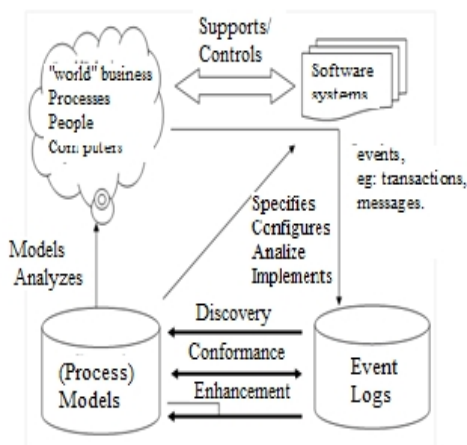 Supports/
Controls
"world" business
Processes
People
Computers
Software
systems
events,
eg: transactions,
messages.
Specifies
Configures
Analize
Implements
Models
Analyzes
Discovery
Conformance
Enhancement
(Process)
Models
Event
Logs